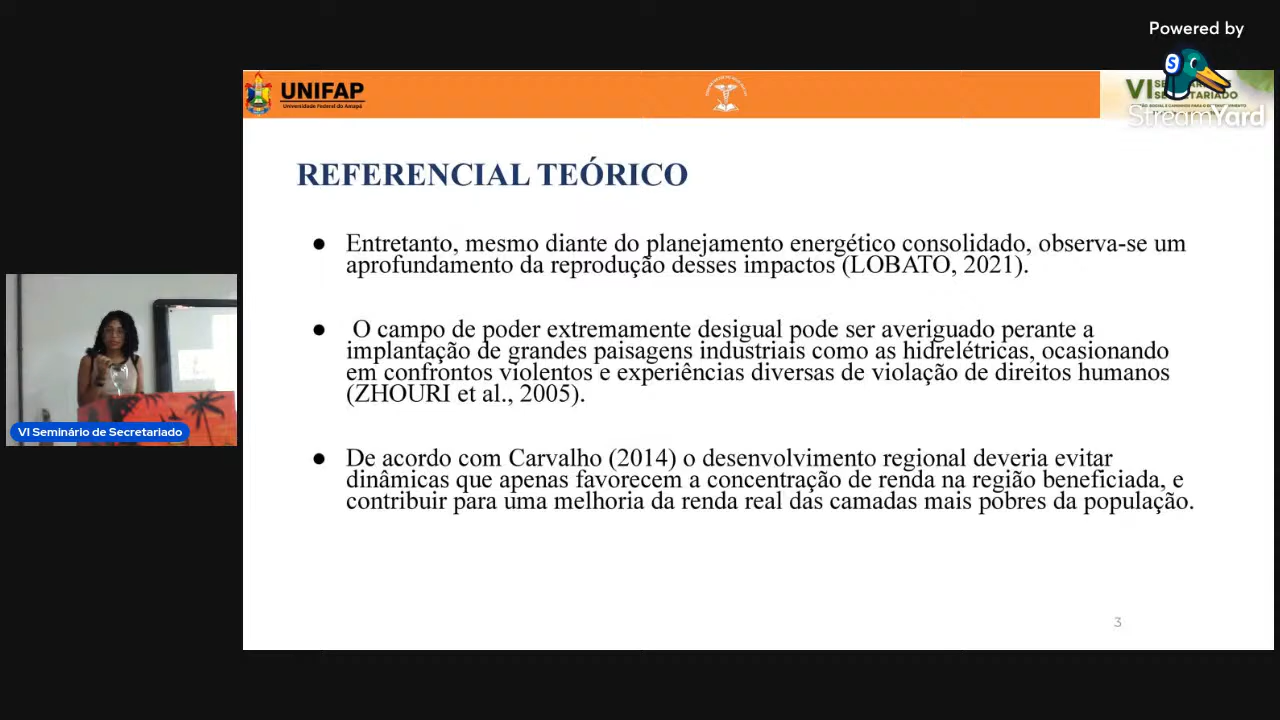 Powered by
StreamYard
UNIFAP
Universidade Federal do Amapá
VI
REFERENCIAL TEÓRICO
● Entretanto, mesmo diante do planejamento energético consolidado, observa-se um
aprofundamento da reprodução desses impactos (LOBATO, 2021).
● O campo de poder extremamente desigual pode ser averiguado perante a
implantação de grandes paisagens industriais como as hidrelétricas, ocasionando
em confrontos violentos e experiências diversas de violação de direitos humanos
(ZHOURI et al., 2005).
● De acordo com Carvalho (2014) o desenvolvimento regional deveria evitar
dinâmicas que apenas favorecem a concentração de renda na região beneficiada, e
contribuir para uma melhoria da renda real das camadas mais pobres da população.
3
VI Seminário de Secretariado